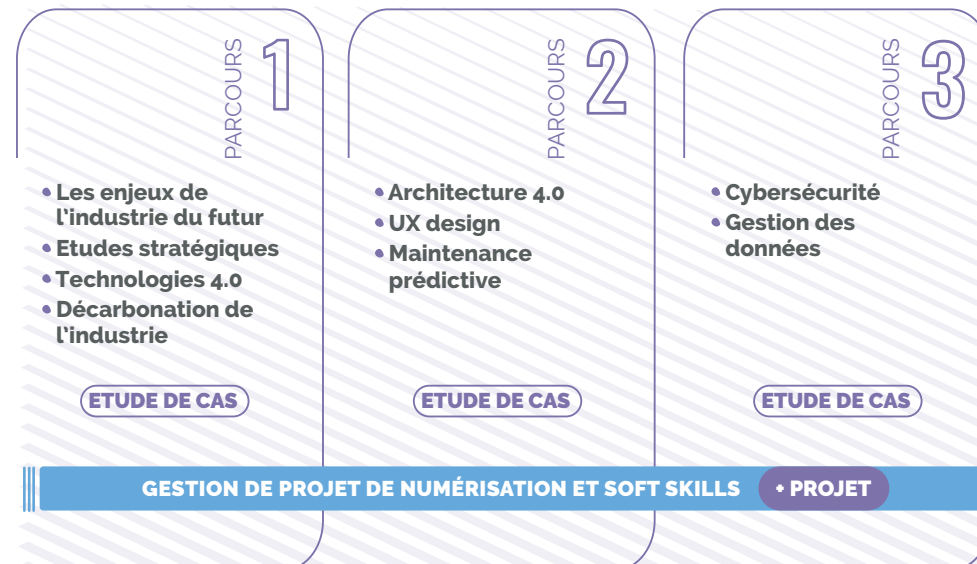 PARCOURS 1
• Les enjeux de
l'industrie du futur
• Etudes stratégiques
• Technologies 4.0
• Décarbonation de
l'industrie
ETUDE DE CAS
PARCOURS 2
• Architecture 4.0
• UX design
• Maintenance
prédictive
ETUDE DE CAS
PARCOURS 3
• Cybersécurité
• Gestion des
données
ETUDE DE CAS
GESTION DE PROJET DE NUMÉRISATION ET SOFT SKILLS
+ PROJET